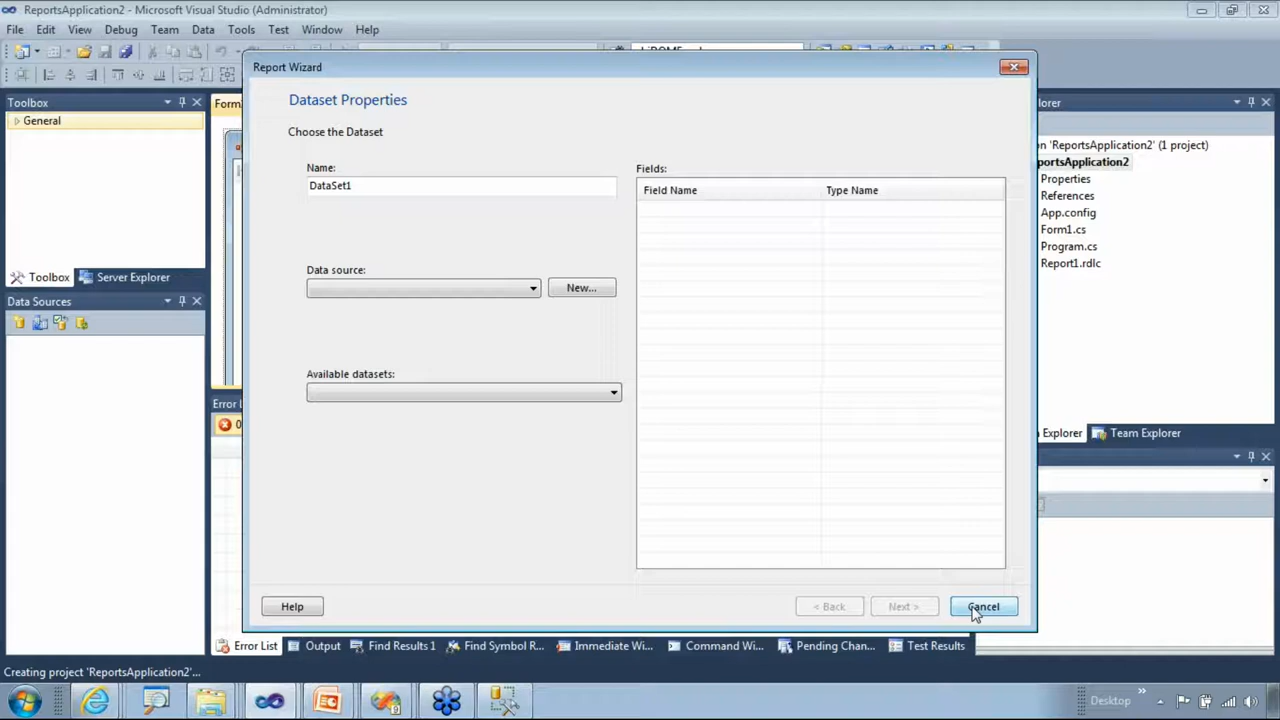 ReportsApplication2 - Microsoft Visual Studio (Administrator)
File Edit View Debug Team Data Tools Test Window Help
Report Wizard
Toolbox
General
Dataset Properties
Choose the Dataset
Name:
DataSet1
Data source:
New...
Available datasets:
Fields:
Field Name Type Name
Help
< Back Next > Cancel
Toolbox Server Explorer
Data Sources
'ReportsApplication2' (1 project)
Properties
References
App.config
Form1.cs
Program.cs
Report1.rdlc
Team Explorer
Error List Output Find Results 1 Find Symbol R... Immediate Wi... Command Wi... Pending Chan... Test Results
Creating project 'ReportsApplication2'...
Desktop